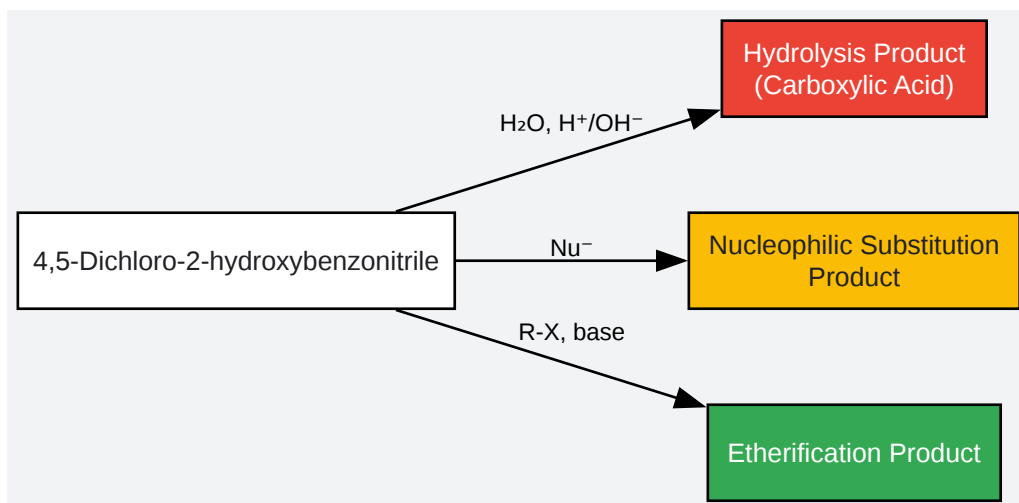 Hydrolysis Product
(Carboxylic Acid)
H₂O, H⁺/OH⁻
4,5-Dichloro-2-hydroxybenzonitrile
Nu⁻
Nucleophilic Substitution
Product
R-X, base
Etherification Product